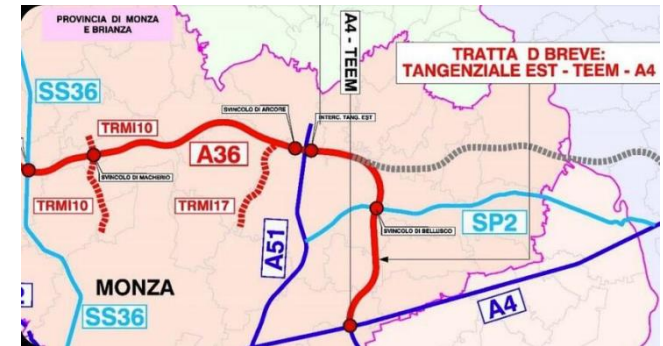 PROVINCIA DI MONZA
E BRIANZA
A4 - TEEM
TRATTA D BREVE:
TANGENZIALE EST - TEEM - A4
SS36
SVINCOLO DI ARCORE
INTERC. TANG. EST
TRMI10
A36
SVINCOLO DI MACHERIO
TRMI10
TRMI17
SP2
SVINCOLO DI BELLUSCO
A51
MONZA
A4
SS36